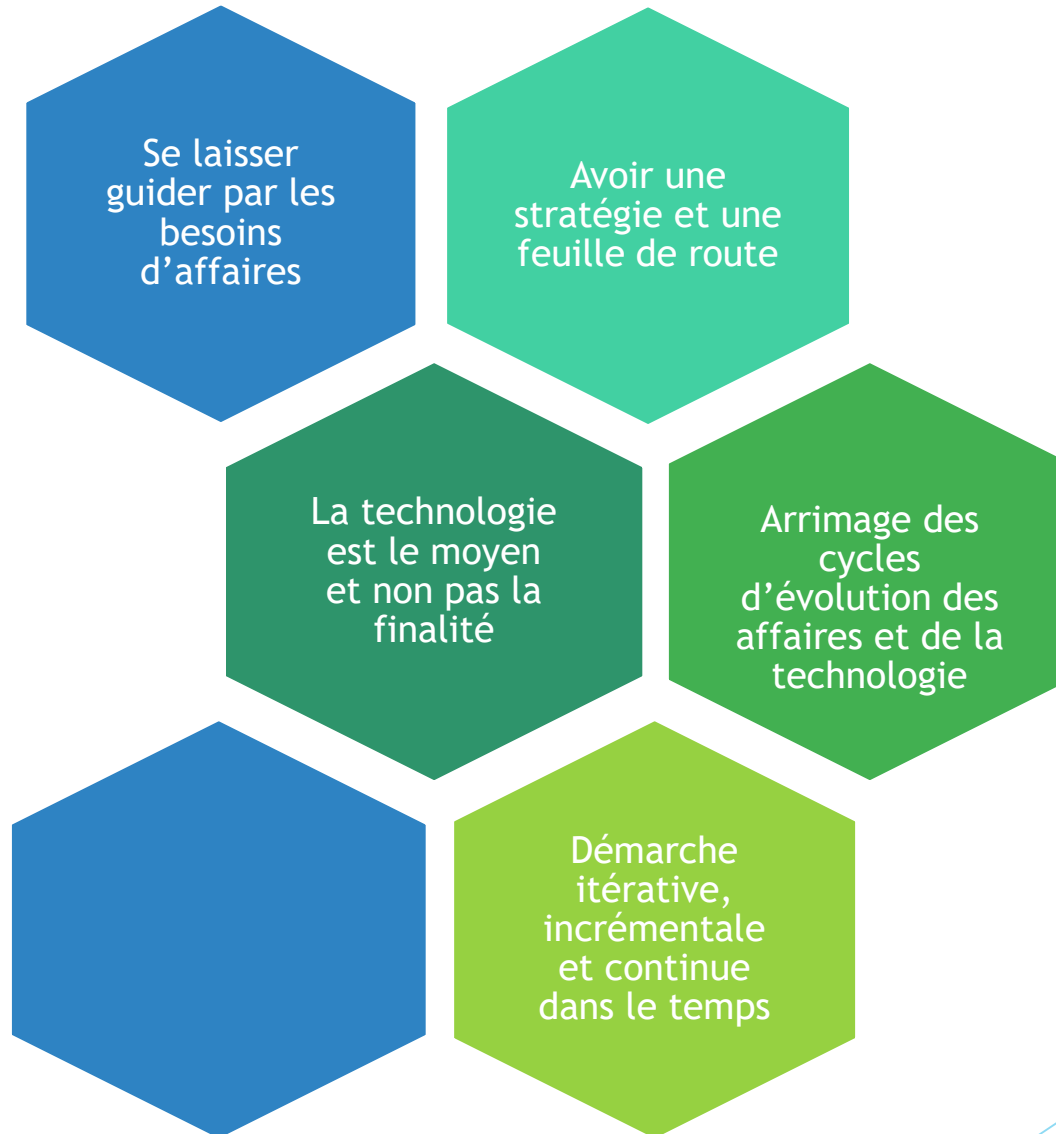 Se laisser
guider par les
besoins
d’affaires
Avoir une
stratégie et une
feuille de route
La technologie
est le moyen
et non pas la
finalité
Arrimage des
cycles
d’évolution des
affaires et de la
technologie
Démarche
itérative,
incrémentale
et continue
dans le temps